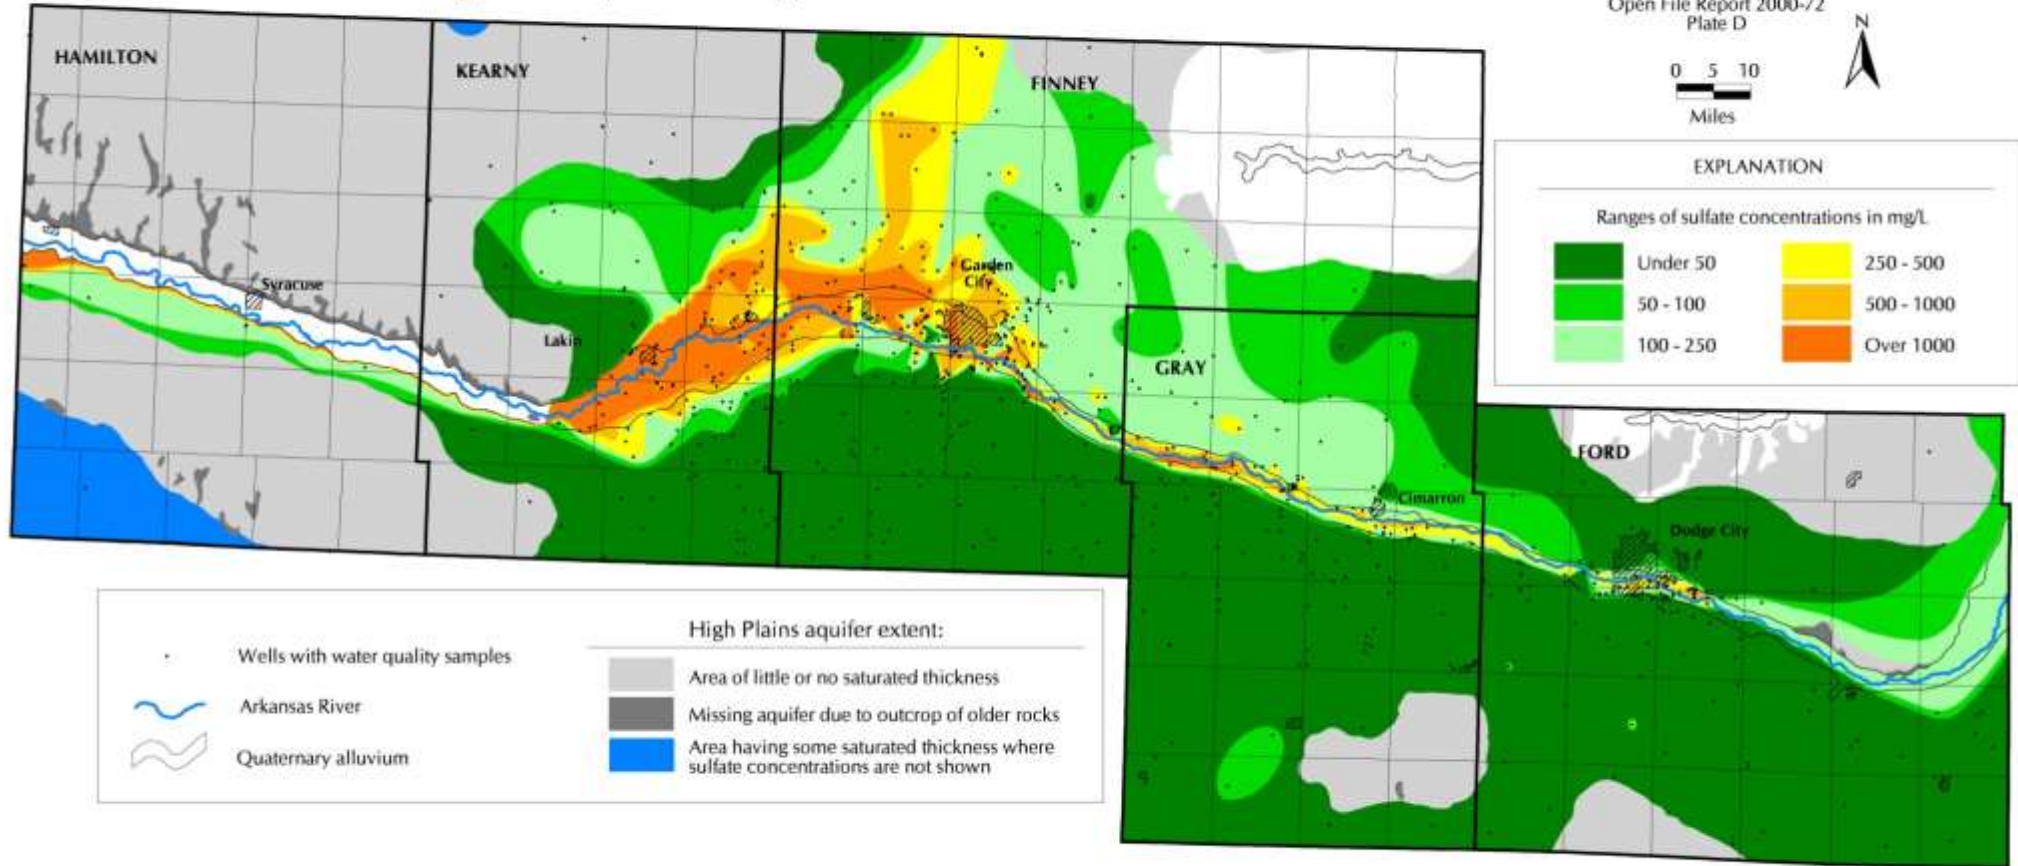 Open File Report 2000-72
Plate D
N
0 5 10
Miles
HAMILTON
KEARNY
FINNEY
Syracuse
Lakin
Garden
City
GRAY
Cimarron
FORD
Dodge City
EXPLANATION
Ranges of sulfate concentrations in mg/L
Under 50
250 - 500
50 - 100
500 - 1000
100 - 250
Over 1000
Wells with water quality samples
Arkansas River
Quaternary alluvium
High Plains aquifer extent:
Area of little or no saturated thickness
Missing aquifer due to outcrop of older rocks
Area having some saturated thickness where
sulfate concentrations are not shown